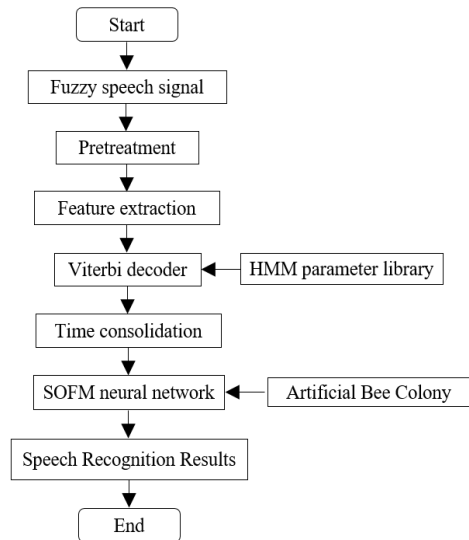 Start
Fuzzy speech signal
Pretreatment
Feature extraction
Viterbi decoder
HMM parameter library
Time consolidation
SOFM neural network
Artificial Bee Colony
Speech Recognition Results
End